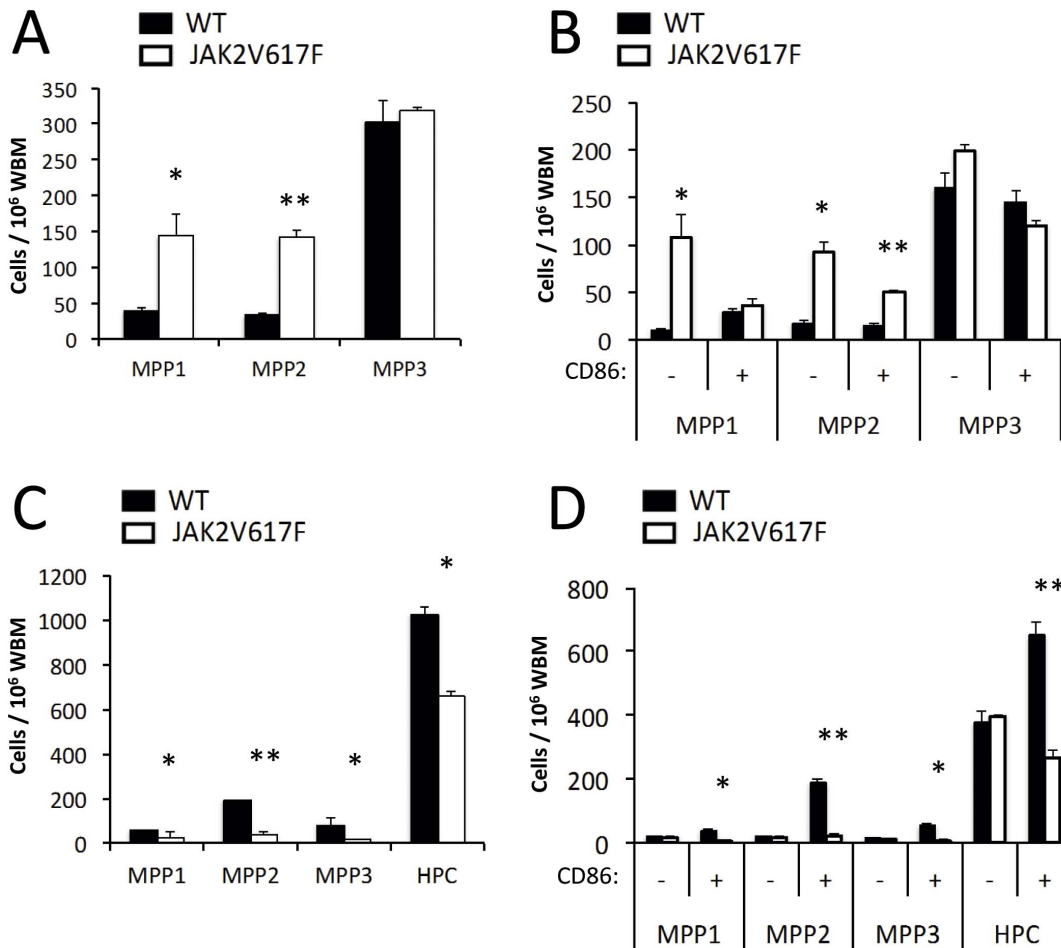 A
WT
JAK2V617F
Cells / 10⁶ WBM
350
300
250
200
150
100
50
0
*
**
MPP1 MPP2 MPP3
B
WT
JAK2V617F
Cells / 10⁶ WBM
250
200
150
100
50
0
*
*
**
CD86: - + - + - +
MPP1 MPP2 MPP3
C
WT
JAK2V617F
Cells / 10⁶ WBM
1200
1000
800
600
400
200
0
*
**
*
*
MPP1 MPP2 MPP3 HPC
D
WT
JAK2V617F
Cells / 10⁶ WBM
800
600
400
200
0
*
**
*
**
CD86: - + - + - + - +
MPP1 MPP2 MPP3 HPC